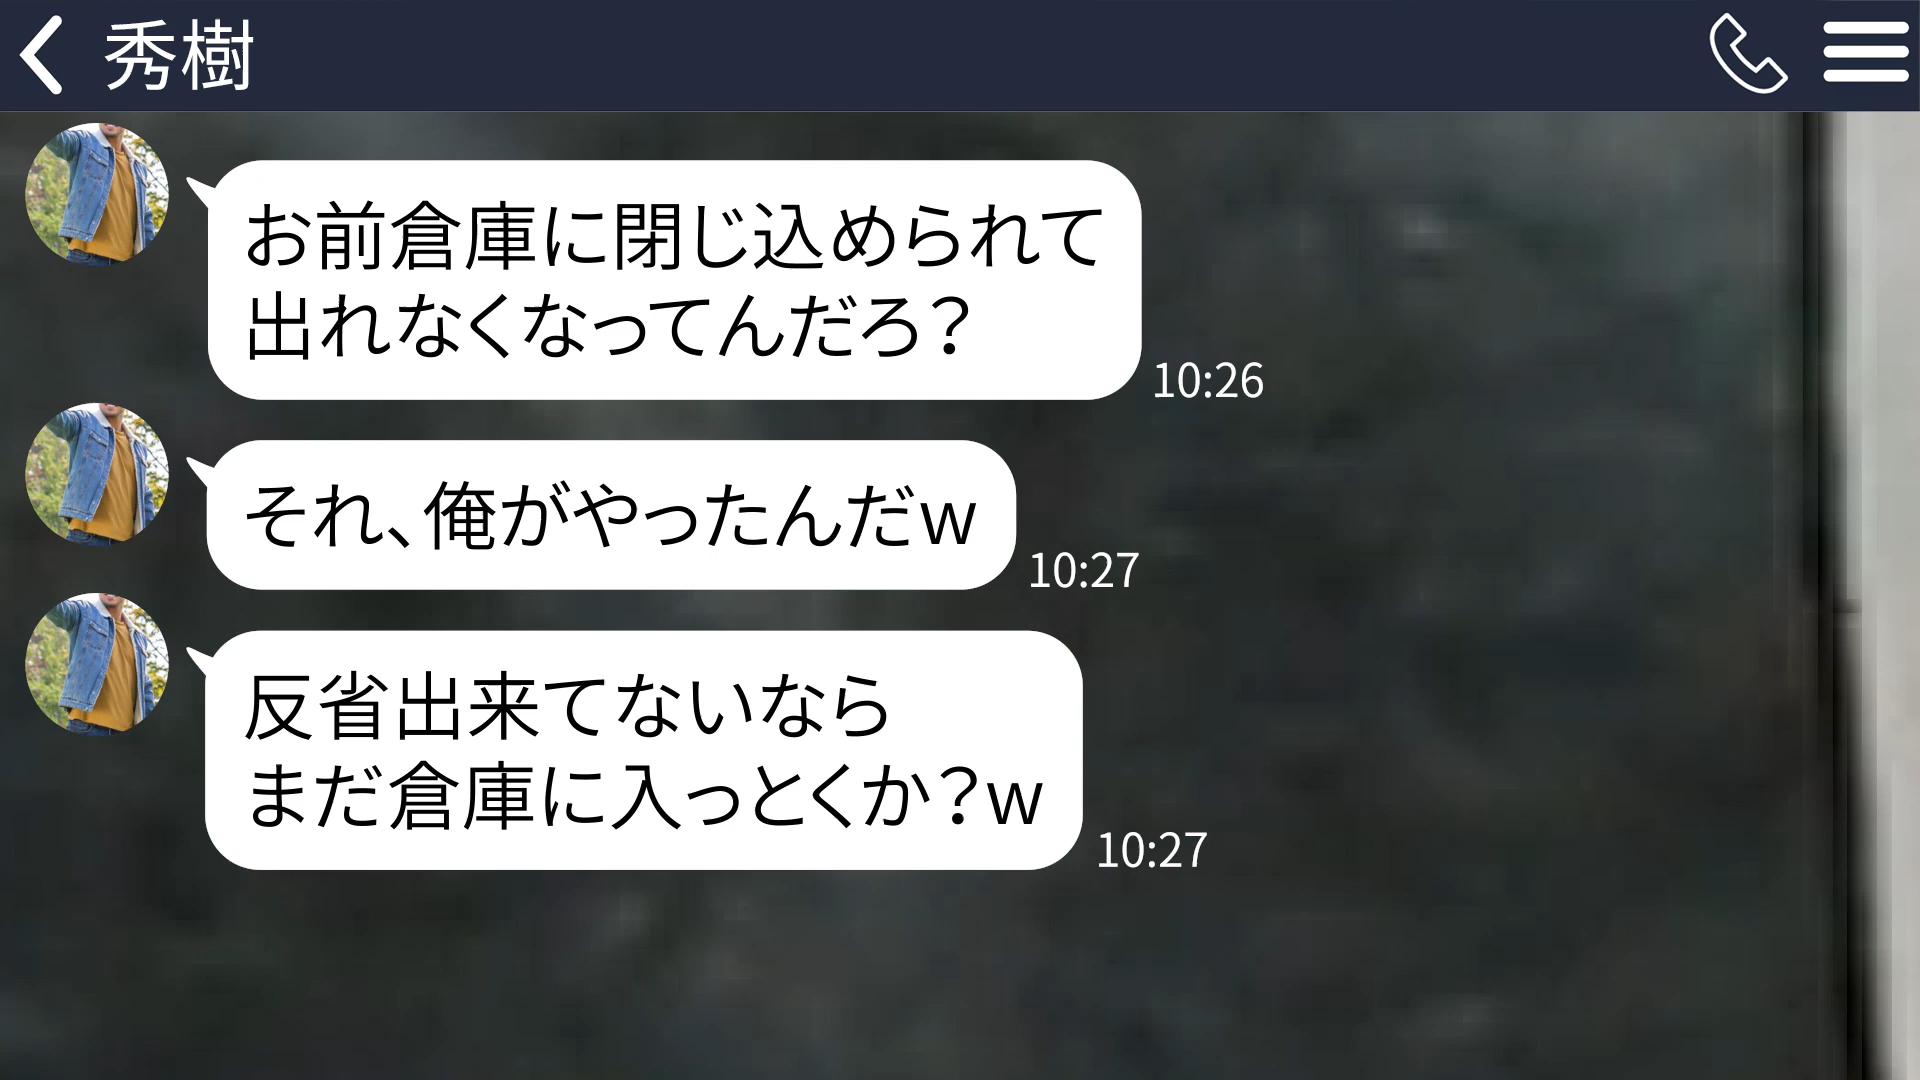 秀樹
お前倉庫に閉じ込められて
出れなくなってんだろ？
10:26
それ、俺がやったんだw
10:27
反省出来てないなら
まだ倉庫に入っとくか？w
10:27